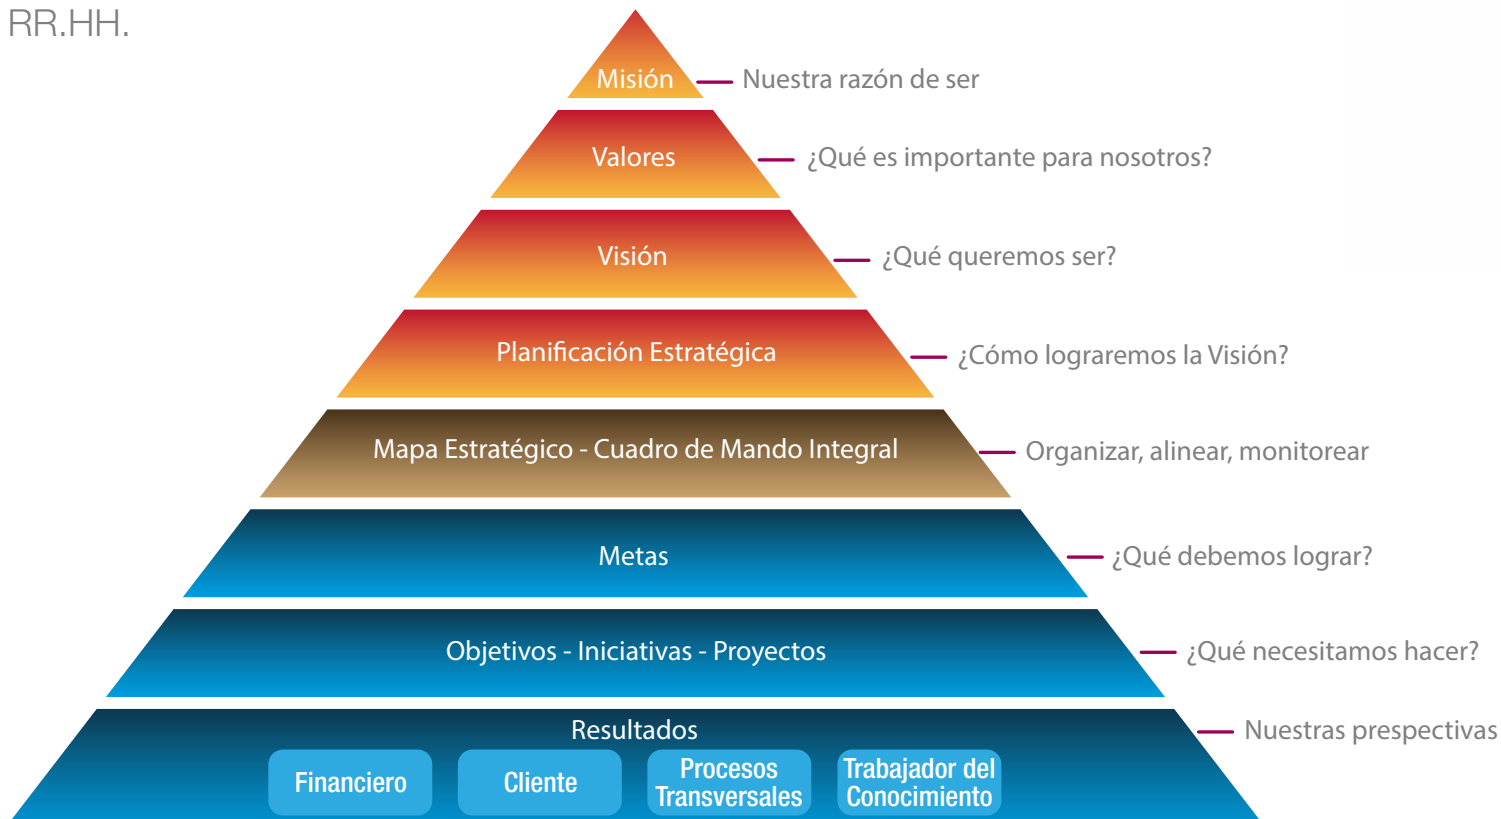 RR.HH.
Misión
Nuestra razón de ser
Valores
¿Qué es importante para nosotros?
Visión
¿Qué queremos ser?
Planificación Estratégica
¿Cómo lograremos la Visión?
Mapa Estratégico - Cuadro de Mando Integral
Organizar, alinear, monitorear
Metas
¿Qué debemos lograr?
Objetivos - Iniciativas - Proyectos
¿Qué necesitamos hacer?
Resultados
Nuestras prespectivas
Financiero
Cliente
Procesos
Transversales
Trabajador del
Conocimiento